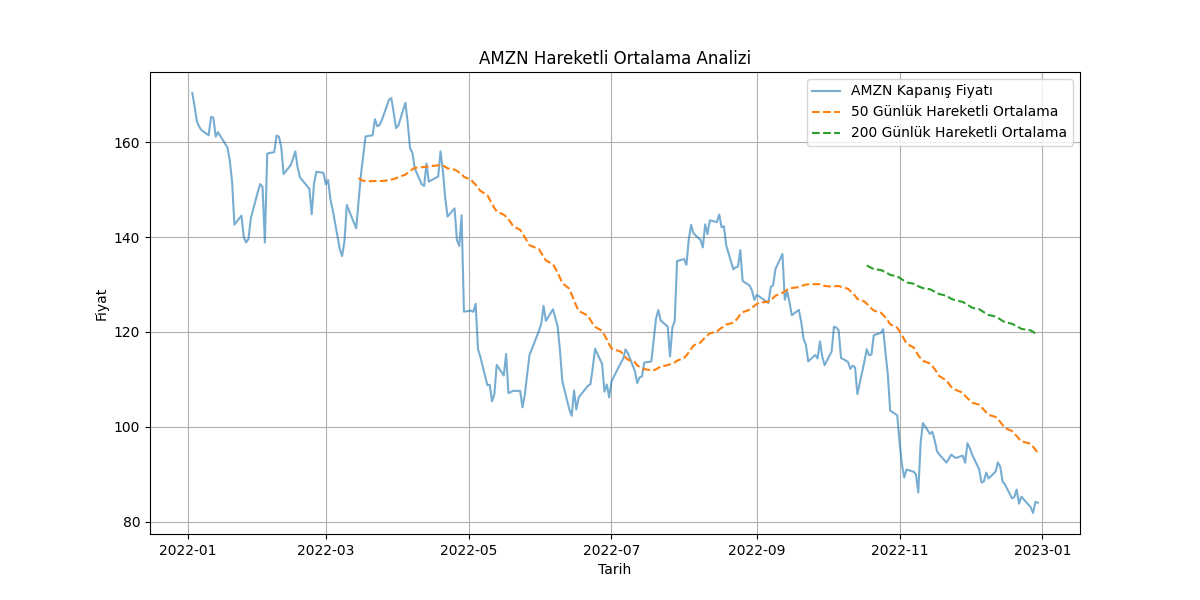 AMZN Hareketli Ortalama Analizi
AMZN Kapanış Fiyatı
50 Günlük Hareketli Ortalama
200 Günlük Hareketli Ortalama
Fiyat
160
140
120
100
80
2022-01 2022-03 2022-05 2022-07 2022-09 2022-11 2023-01
Tarih